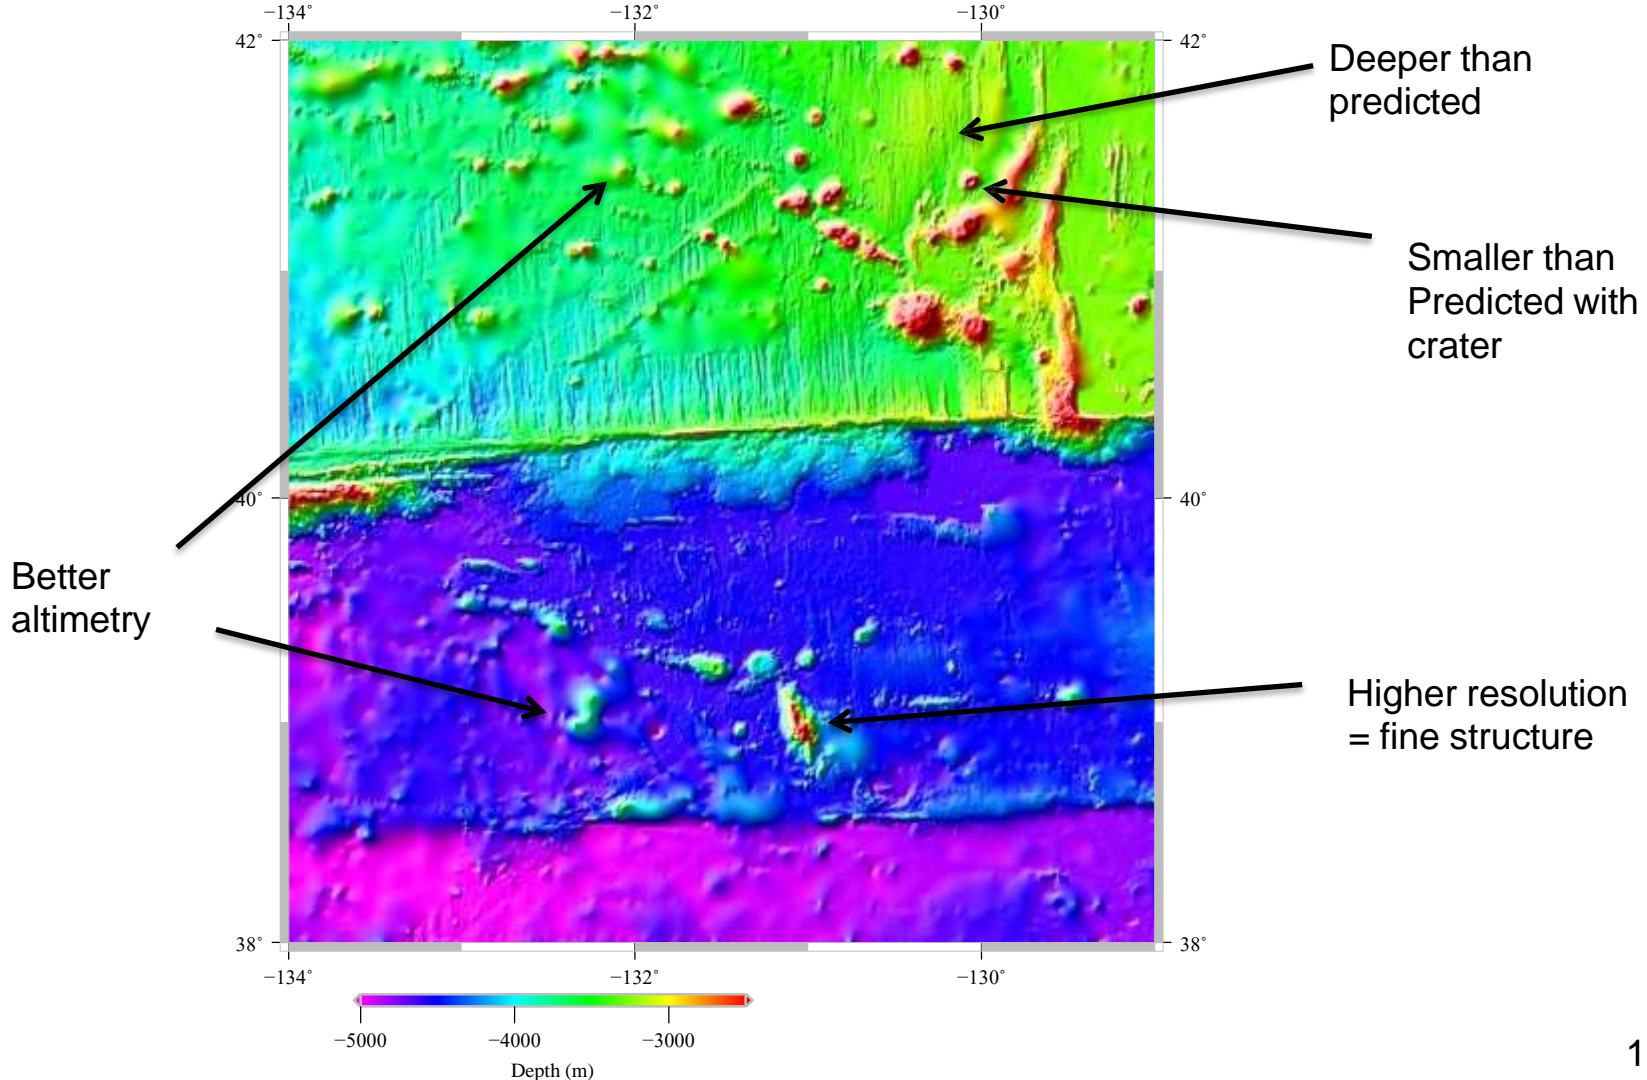 −134˚ −132˚ −130˚
42˚ 42˚
Deeper than
predicted
Smaller than
Predicted with
crater
40˚ 40˚
Better
altimetry
Higher resolution
= fine structure
38˚ 38˚
−134˚ −132˚ −130˚
−5000 −4000 −3000
Depth (m)
1